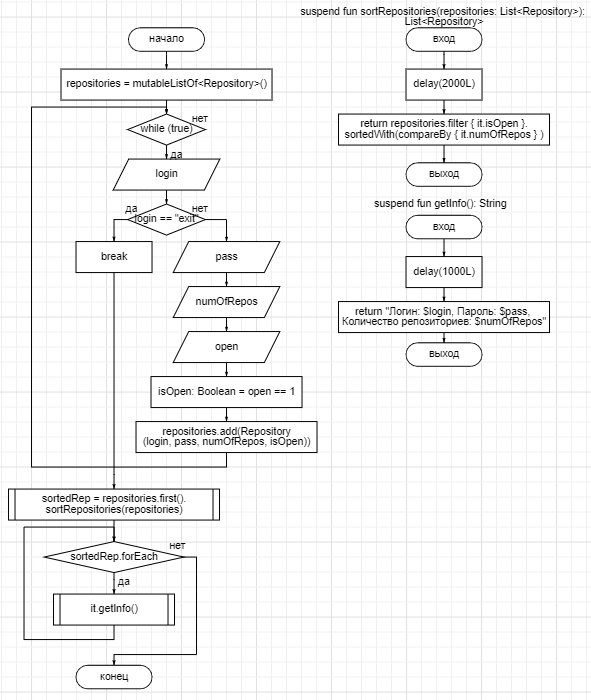 начало
repositories = mutableListOf<Repository>()
while (true)
нет
да
login
login == "exit"
да
нет
break
pass
numOfRepos
open
isOpen: Boolean = open == 1
repositories.add(Repository
(login, pass, numOfRepos, isOpen))
sortedRep = repositories.first().
sortRepositories(repositories)
sortedRep.forEach
нет
да
it.getInfo()
конец
suspend fun sortRepositories(repositories: List<Repository>):
List<Repository>
вход
delay(2000L)
return repositories.filter { it.isOpen }.
sortedWith(compareBy { it.numOfRepos } )
выход
suspend fun getInfo(): String
вход
delay(1000L)
return "Логин: $login, Пароль: $pass,
Количество репозиториев: $numOfRepos"
выход